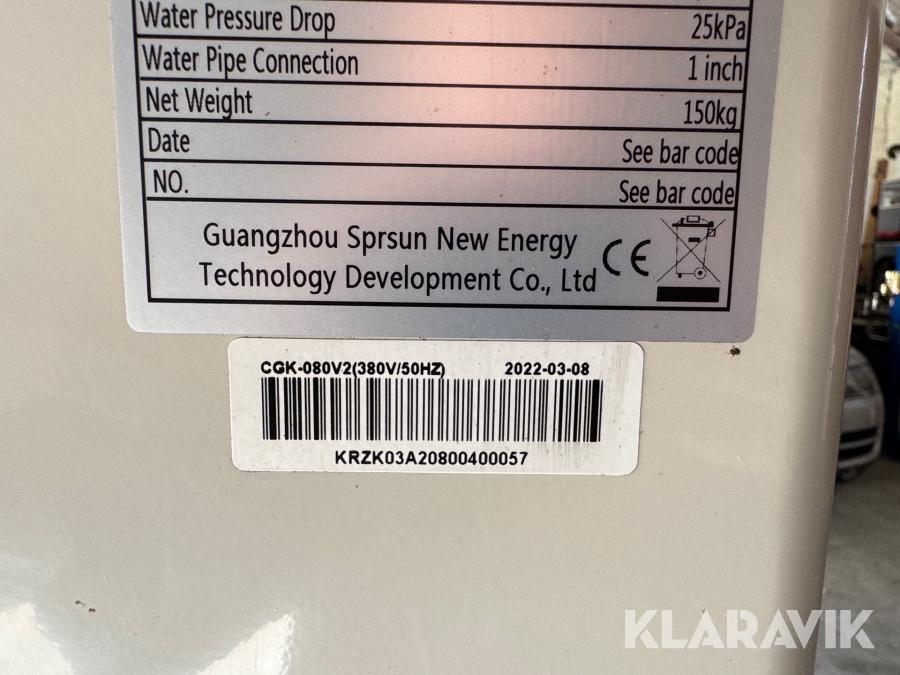 Water Pressure Drop 25kPa
Water Pipe Connection 1 inch
Net Weight 150kg
Date See bar code
NO. See bar code
Guangzhou Sprsun New Energy
Technology Development Co., Ltd
CE
CGK-080V2(380V/50HZ) 2022-03-08
KRZK03A20800400057
KLARAVIK